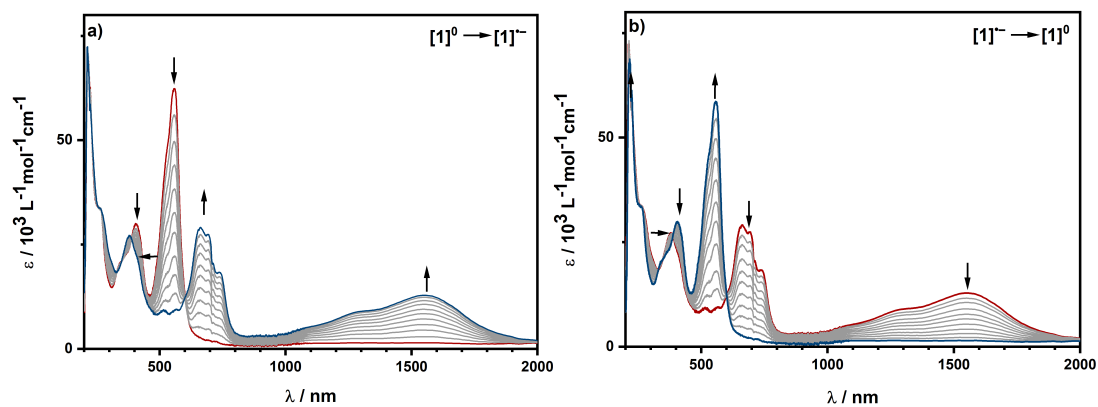 a)
[1]⁰ → [1]•–
50
0
500
1000
1500
2000
ε / 10³ L⁻¹mol⁻¹cm⁻¹
λ / nm
b)
[1]•– → [1]⁰
50
0
500
1000
1500
2000
ε / 10³ L⁻¹mol⁻¹cm⁻¹
λ / nm